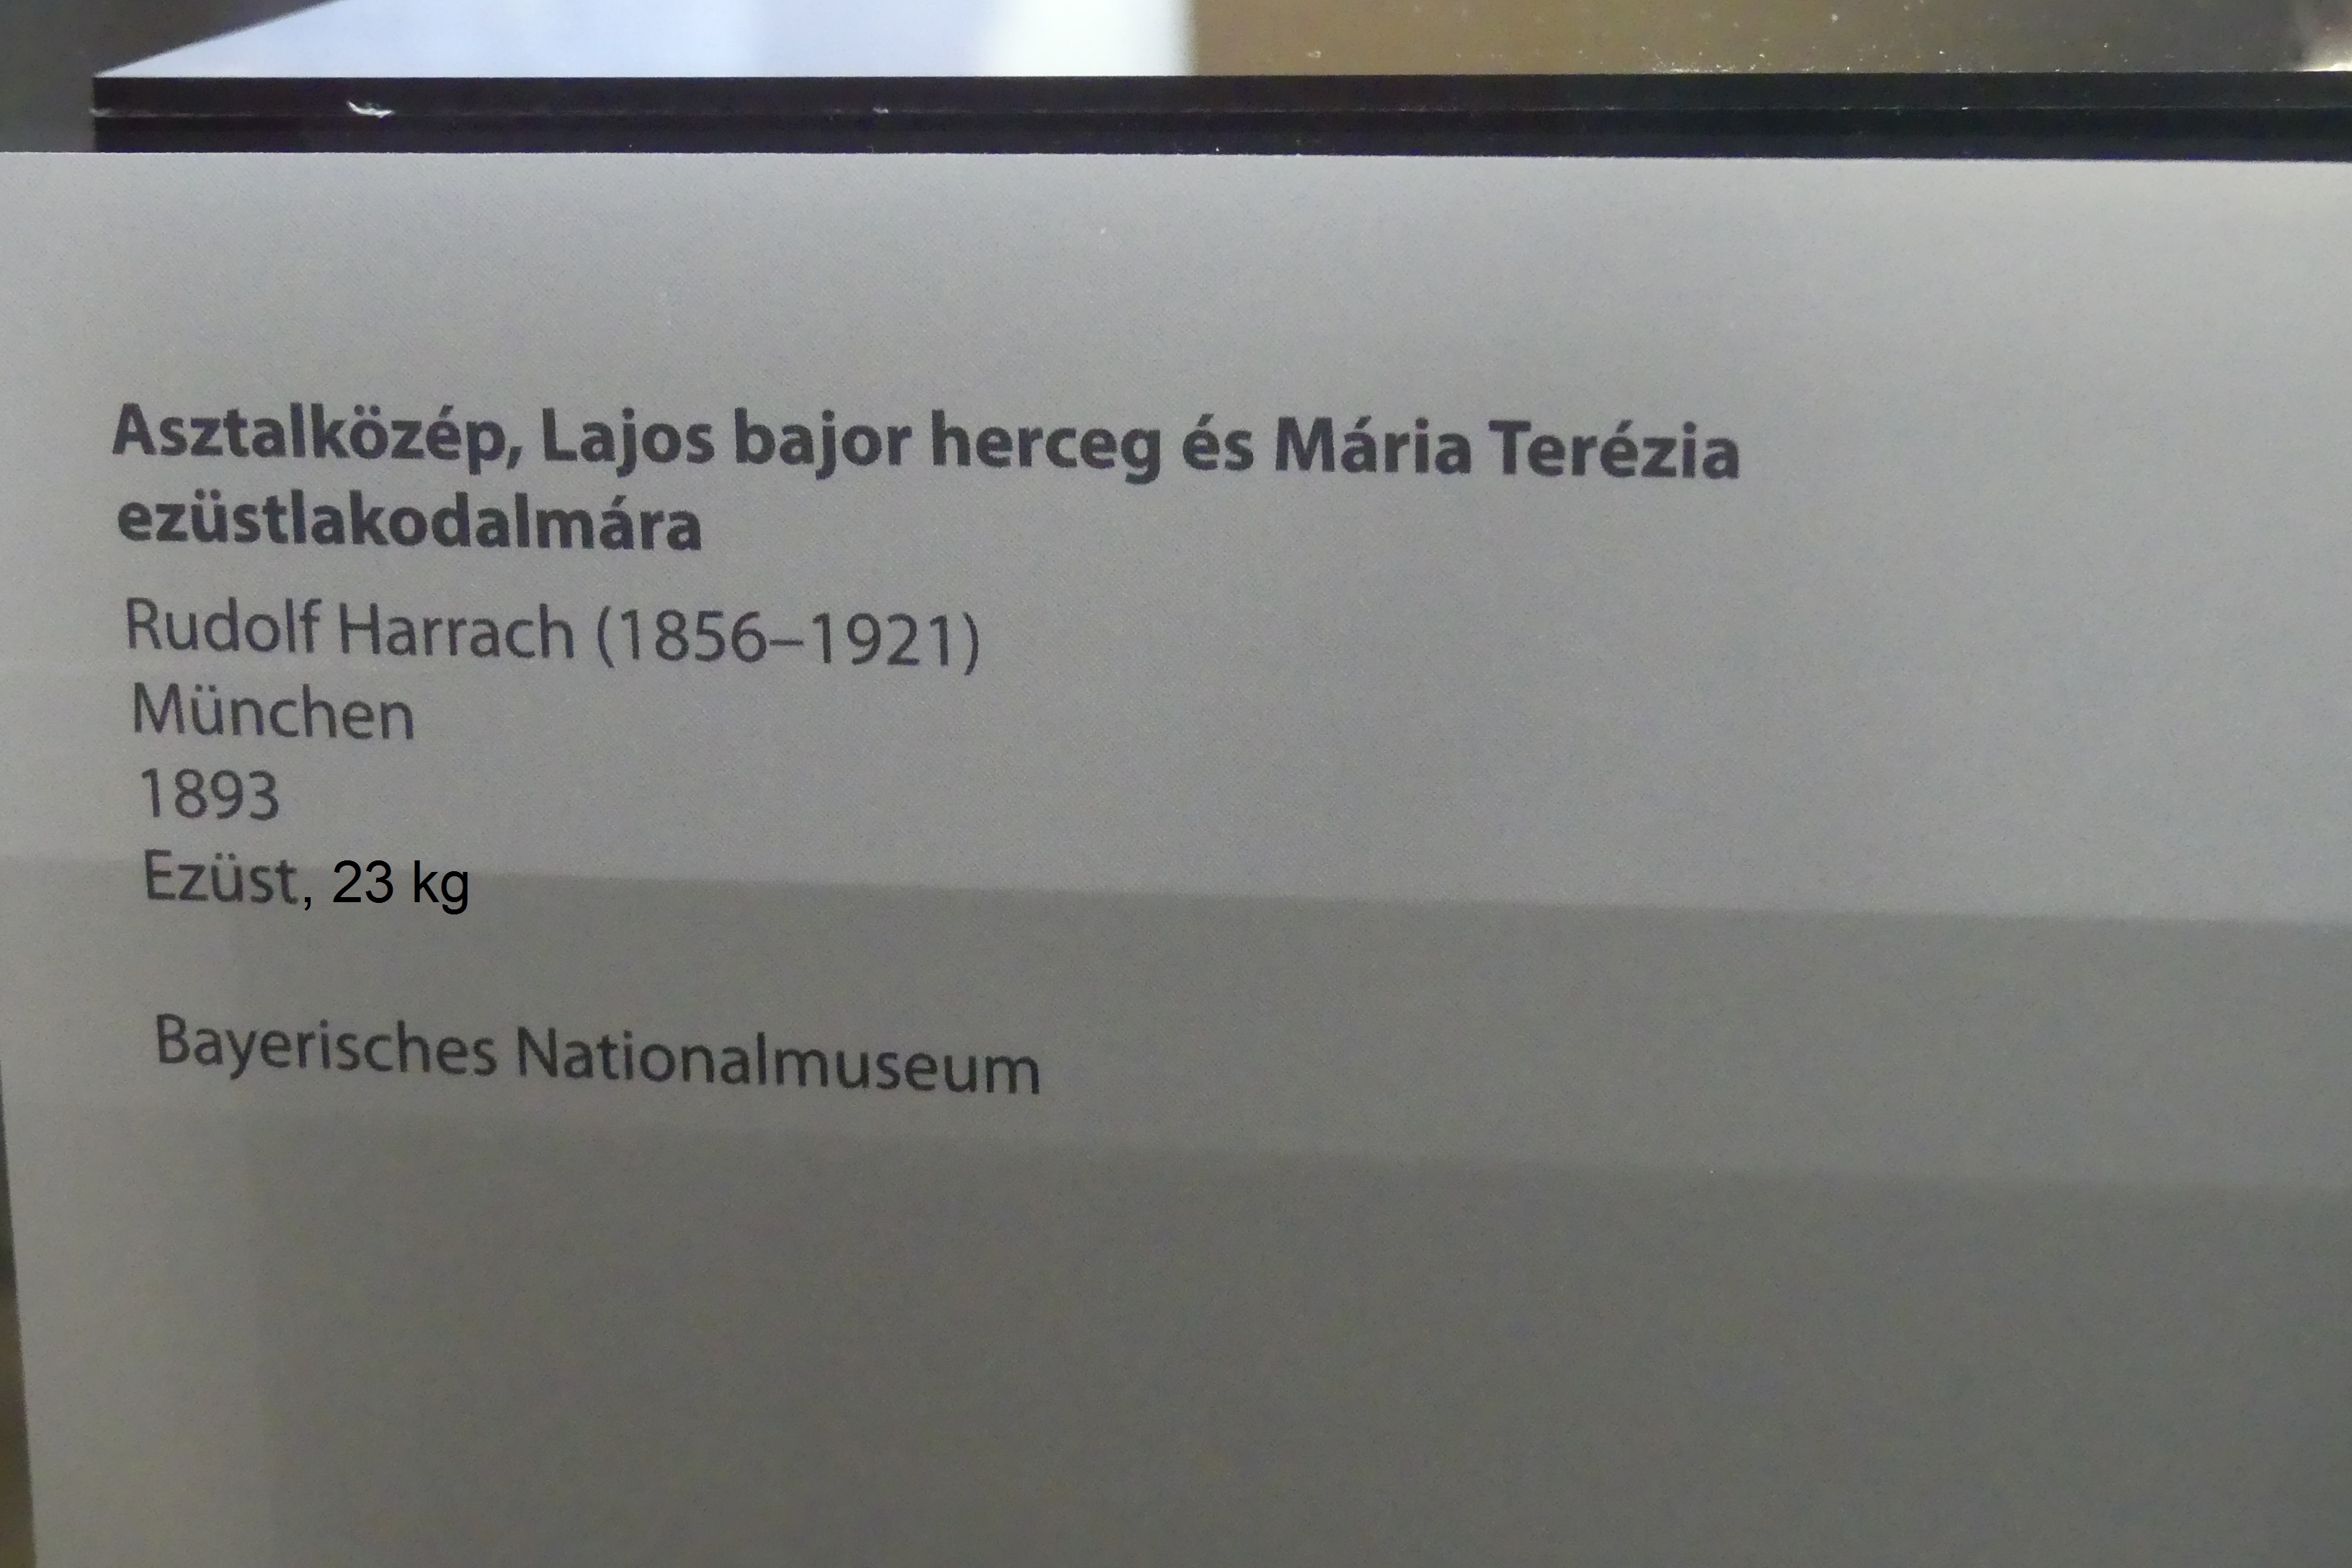 Asztalközép, Lajos bajor herceg és Mária Terézia
ezüstlakodalmára
Rudolf Harrach (1856–1921)
München
1893
Ezüst, 23 kg
Bayerisches Nationalmuseum